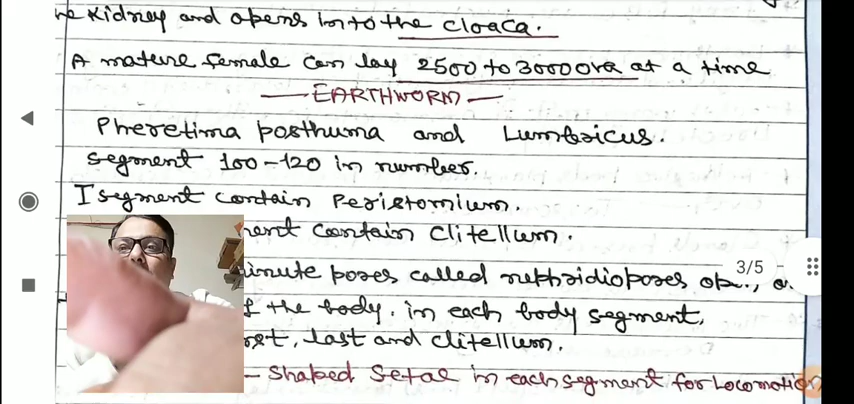 Kidney and opens into the cloaca.
A mature female can lay 2500 to 3000 ova at a time
EARTHWORM
Pheretima posthuma and Lumbricus.
segment 100-120 in number.
I segment contain Peristomium.
contain clitellum.
minute pores called nephridiopores
the body. in each body segment,
last and clitellum.
3/5
- shaped Setae in each segment for Locomotion